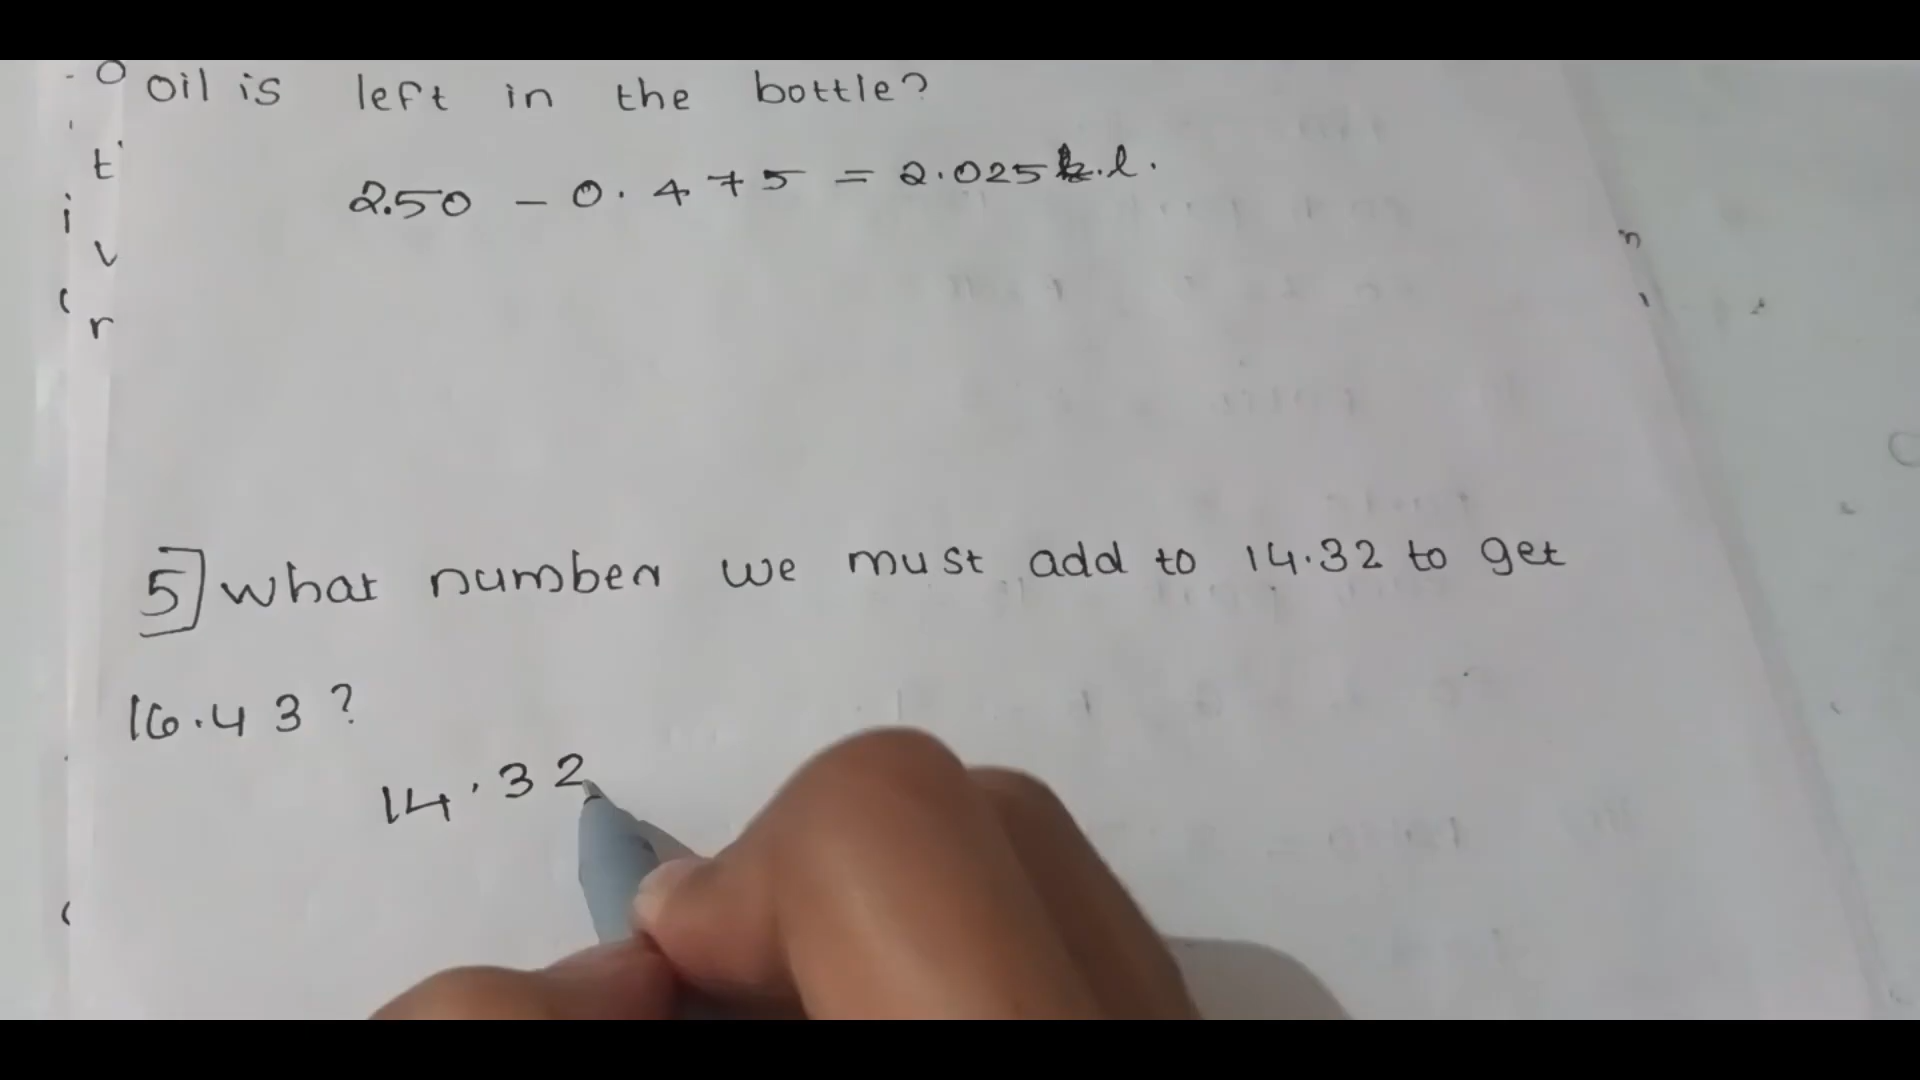 oil is left in the bottle?
2.50 - 0.475 = 2.025 l.
5] What number we must add to 14.32 to get
16.43?
14.32